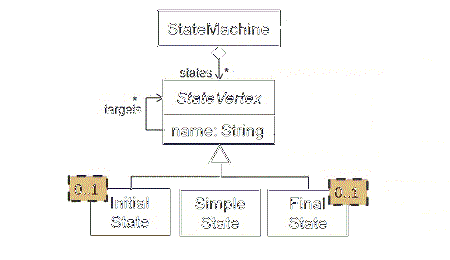 StateMachine
states *
StateVertex
*
targets
name: String
0..1
Initial
State
Simple
State
Final
State
0..1